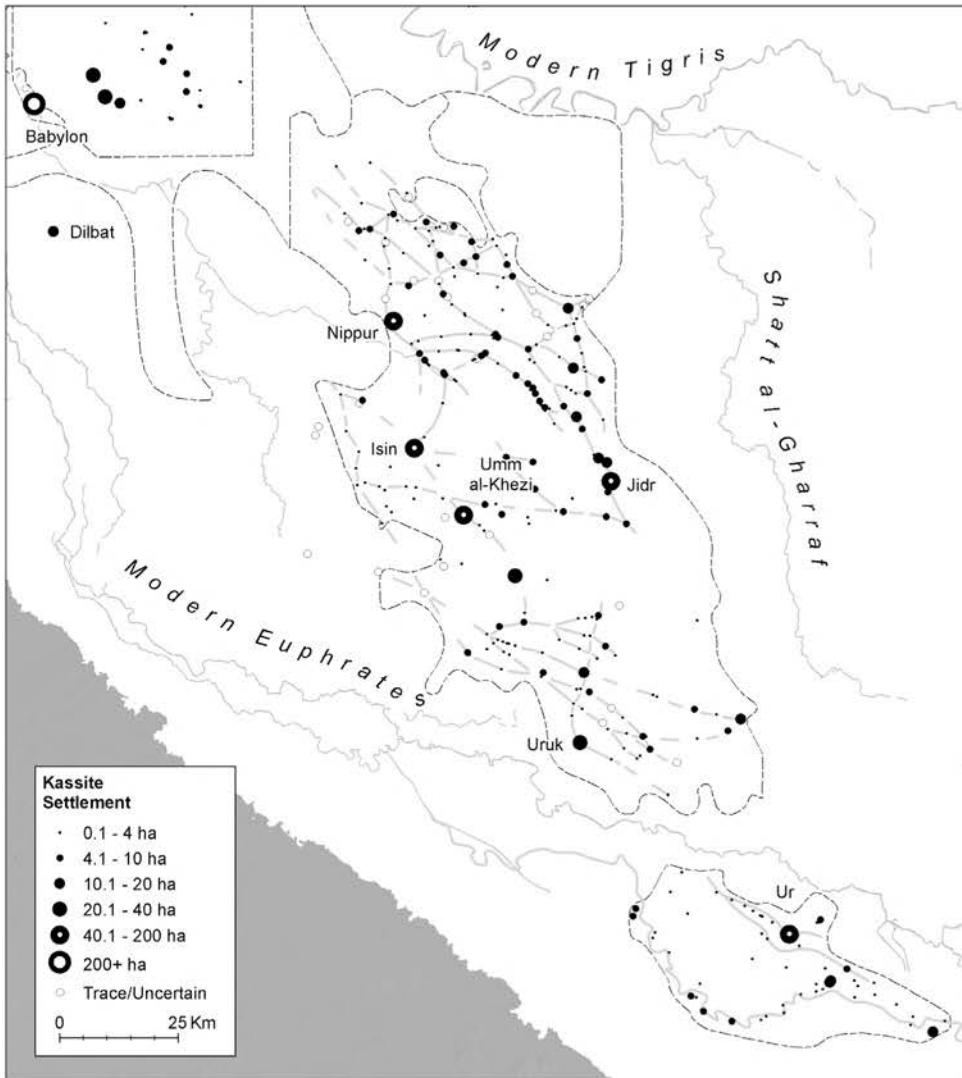 Modern Tigris
Babylon
Dilbat
Shatt al-Gharraf
Nippur
Isin
Umm
al-Khezi
Jidr
Modern Euphrates
Uruk
Ur
Kassite
Settlement
0.1 - 4 ha
4.1 - 10 ha
10.1 - 20 ha
20.1 - 40 ha
40.1 - 200 ha
200+ ha
Trace/Uncertain
0 25 Km